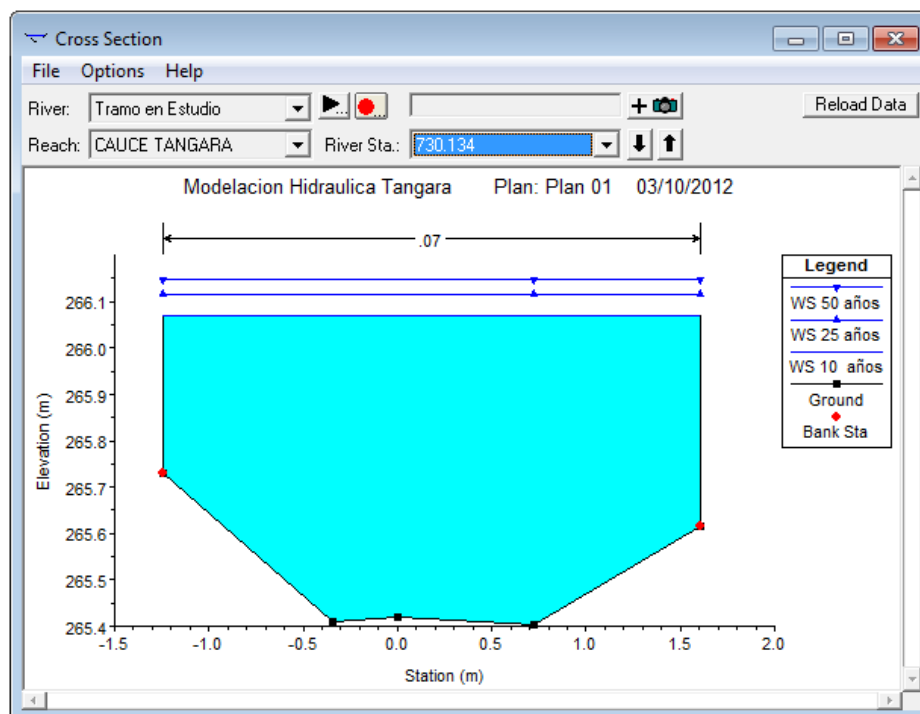 Cross Section
File Options Help
River: Tramo en Estudio
Reload Data
Reach: CAUCE TANGARA River Sta.: 730.134
Modelacion Hidraulica Tangara Plan: Plan 01 03/10/2012
.07
Legend
WS 50 años
WS 25 años
WS 10 años
Ground
Bank Sta
Elevation (m)
266.1
266.0
265.9
265.8
265.7
265.6
265.5
265.4
-1.5 -1.0 -0.5 0.0 0.5 1.0 1.5 2.0
Station (m)